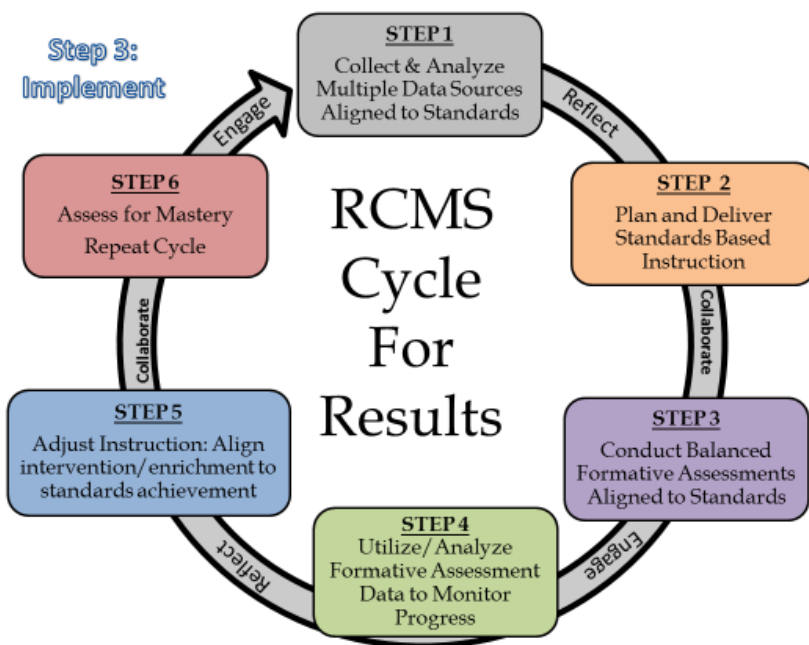 Step 3:
Implement
STEP 1
Collect & Analyze
Multiple Data Sources
Aligned to Standards
Reflect
STEP 2
Plan and Deliver
Standards Based
Instruction
Collaborate
STEP 3
Conduct Balanced
Formative Assessments
Aligned to Standards
Engage
STEP 4
Utilize/Analyze
Formative Assessment
Data to Monitor
Progress
Reflect
STEP 5
Adjust Instruction: Align
intervention/enrichment to
standards achievement
Collaborate
STEP 6
Assess for Mastery
Repeat Cycle
Engage
RCMS
Cycle
For
Results